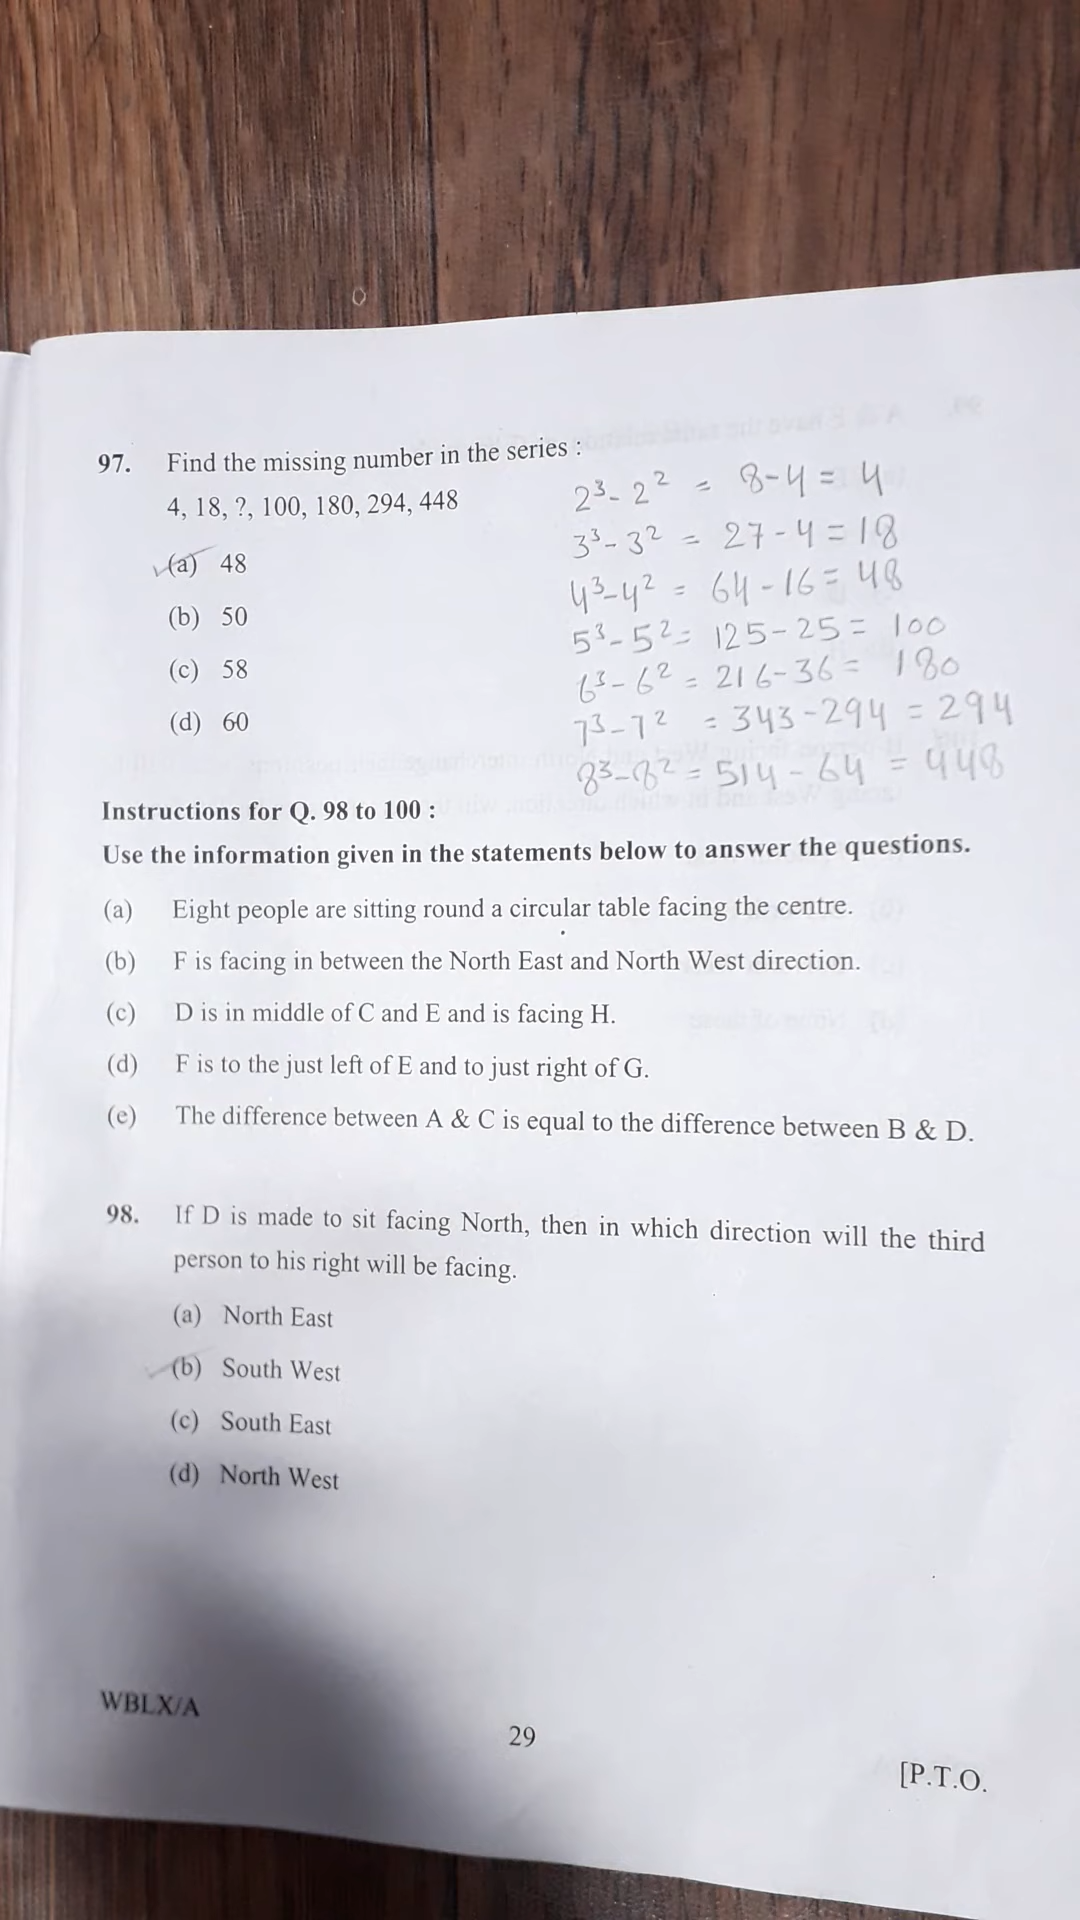 97. Find the missing number in the series :
4, 18, ?, 100, 180, 294, 448
(a) 48
(b) 50
(c) 58
(d) 60
2³ - 2² = 8 - 4 = 4
3³ - 3² = 27 - 4 = 18
4³ - 4² = 64 - 16 = 48
5³ - 5² = 125 - 25 = 100
6³ - 6² = 216 - 36 = 180
7³ - 7² = 343 - 294 = 294
8³ - 8² = 514 - 64 = 448
Instructions for Q. 98 to 100 :
Use the information given in the statements below to answer the questions.
(a) Eight people are sitting round a circular table facing the centre.
(b) F is facing in between the North East and North West direction.
(c) D is in middle of C and E and is facing H.
(d) F is to the just left of E and to just right of G.
(e) The difference between A & C is equal to the difference between B & D.
98. If D is made to sit facing North, then in which direction will the third
person to his right will be facing.
(a) North East
(b) South West
(c) South East
(d) North West
WBLX/A
29
[P.T.O.